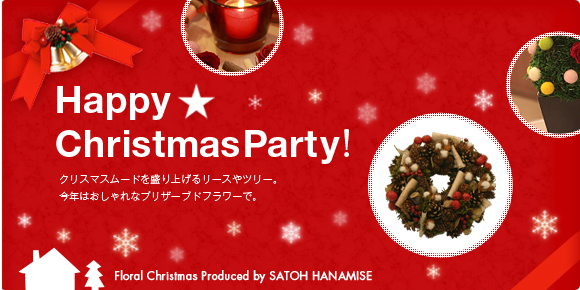 Happy ★
Christmas Party!
クリスマスムードを盛り上げるリースやツリー。
今年はおしゃれなプリザーブドフラワーで。
Floral Christmas Produced by SATOH HANAMISE